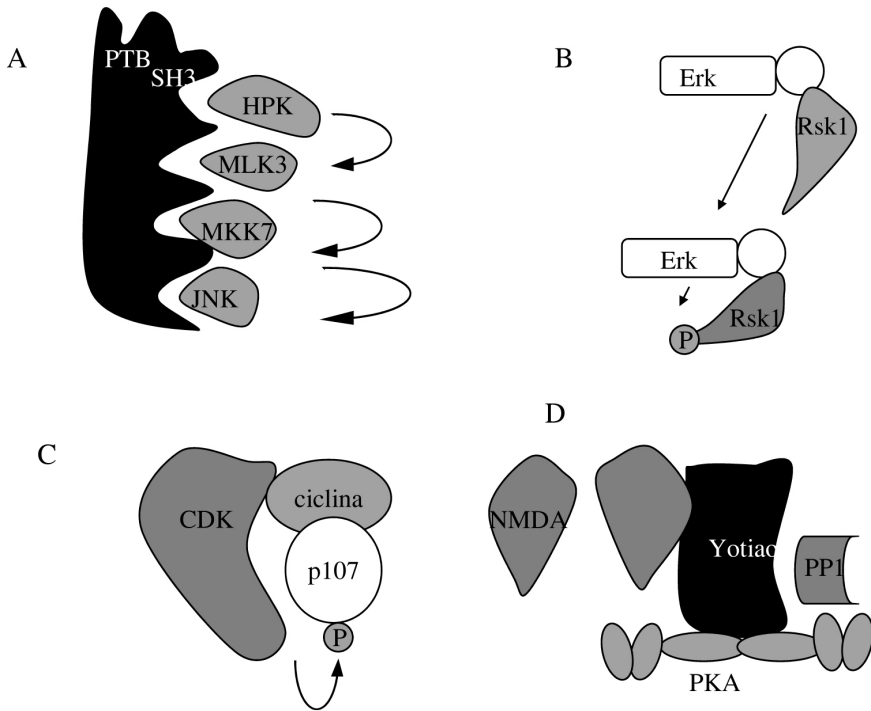 A
PTB
SH3
HPK
MLK3
MKK7
JNK
B
Erk
Rsk1
Erk
Rsk1
P
C
CDK
ciclina
p107
P
D
NMDA
Yotiao
PP1
PKA